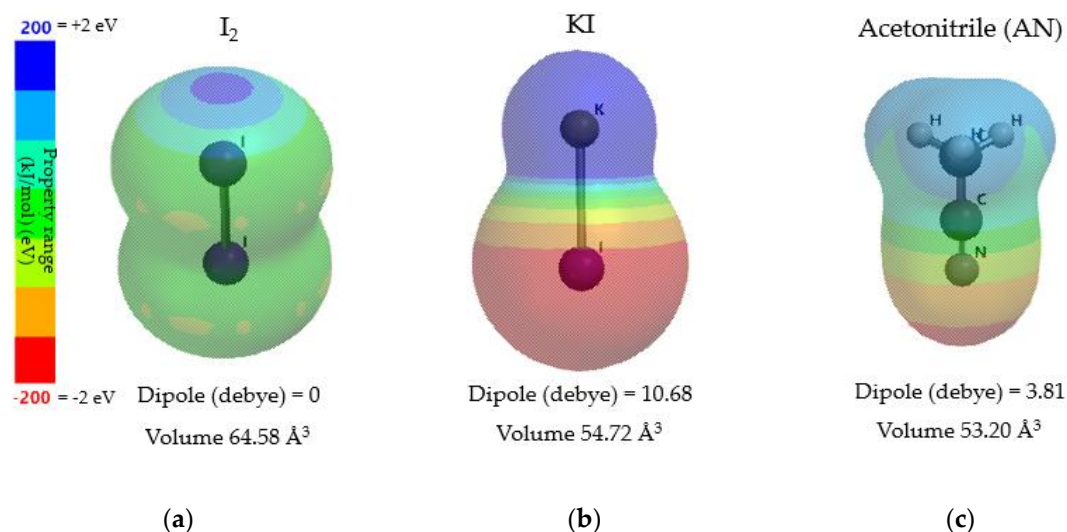 200 = +2 eV
Property range
(kJ/mol) (eV)
-200 = -2 eV
I₂
I
I
Dipole (debye) = 0
Volume 64.58 Å³
(a)
KI
K
I
Dipole (debye) = 10.68
Volume 54.72 Å³
(b)
Acetonitrile (AN)
H
H
C
N
Dipole (debye) = 3.81
Volume 53.20 Å³
(c)